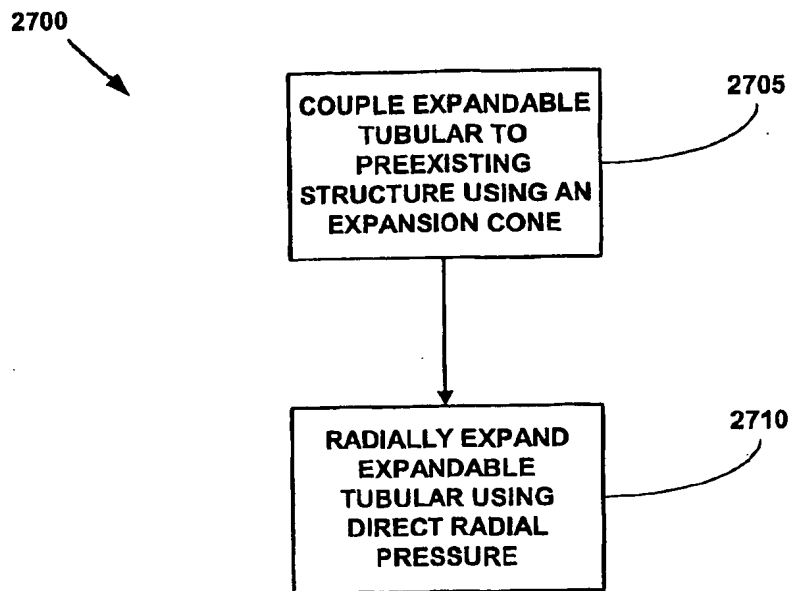 2700
2705
COUPLE EXPANDABLE
TUBULAR TO
PREEXISTING
STRUCTURE USING AN
EXPANSION CONE
2710
RADIALLY EXPAND
EXPANDABLE
TUBULAR USING
DIRECT RADIAL
PRESSURE